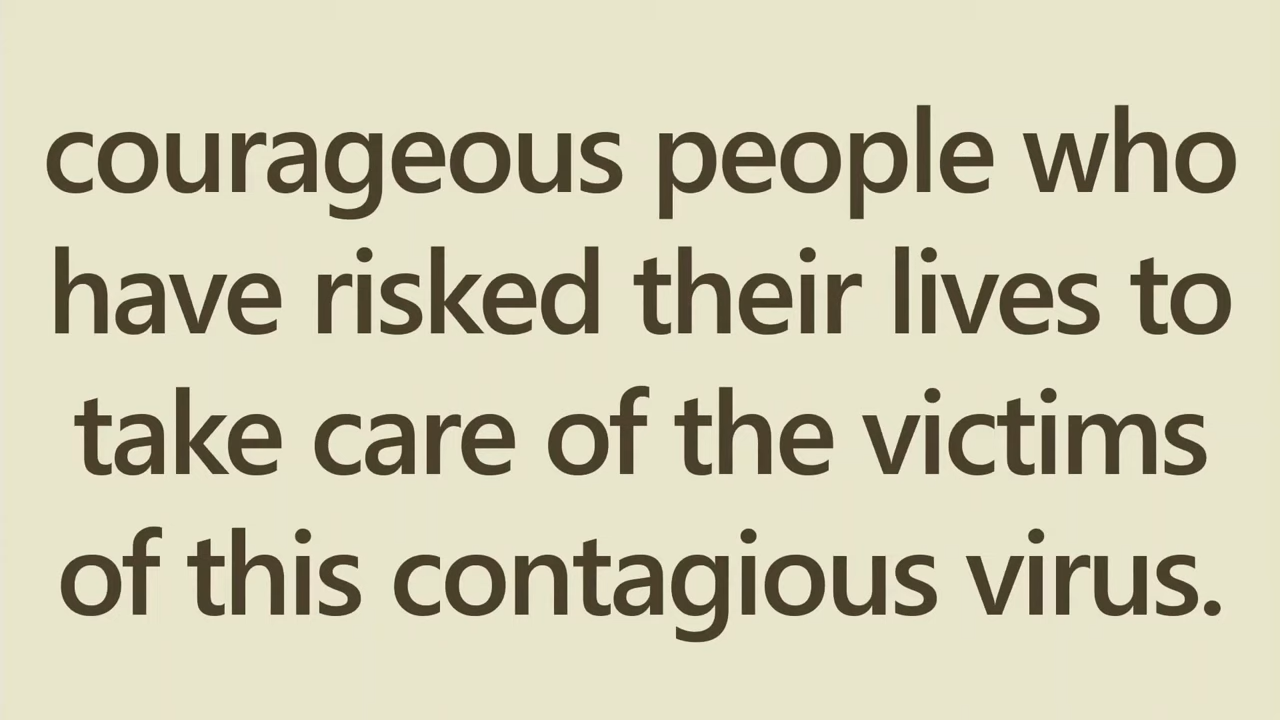 courageous people who
have risked their lives to
take care of the victims
of this contagious virus.